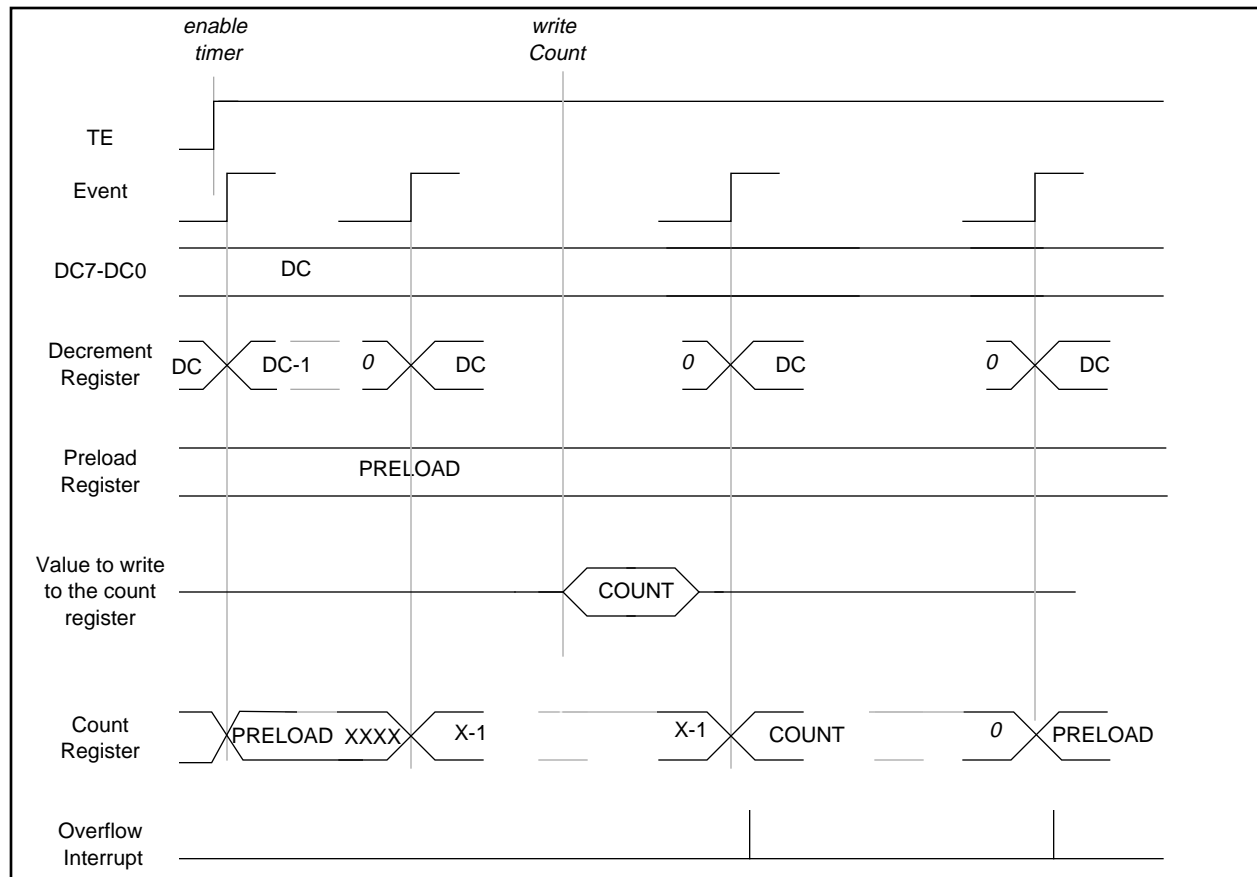 enable
timer
write
Count
TE
Event
DC7-DC0
DC
Decrement
Register
DC
DC-1
0
DC
0
DC
0
DC
Preload
Register
PRELOAD
Value to write
to the count
register
COUNT
Count
Register
PRELOAD
XXXX
X-1
X-1
COUNT
0
PRELOAD
Overflow
Interrupt